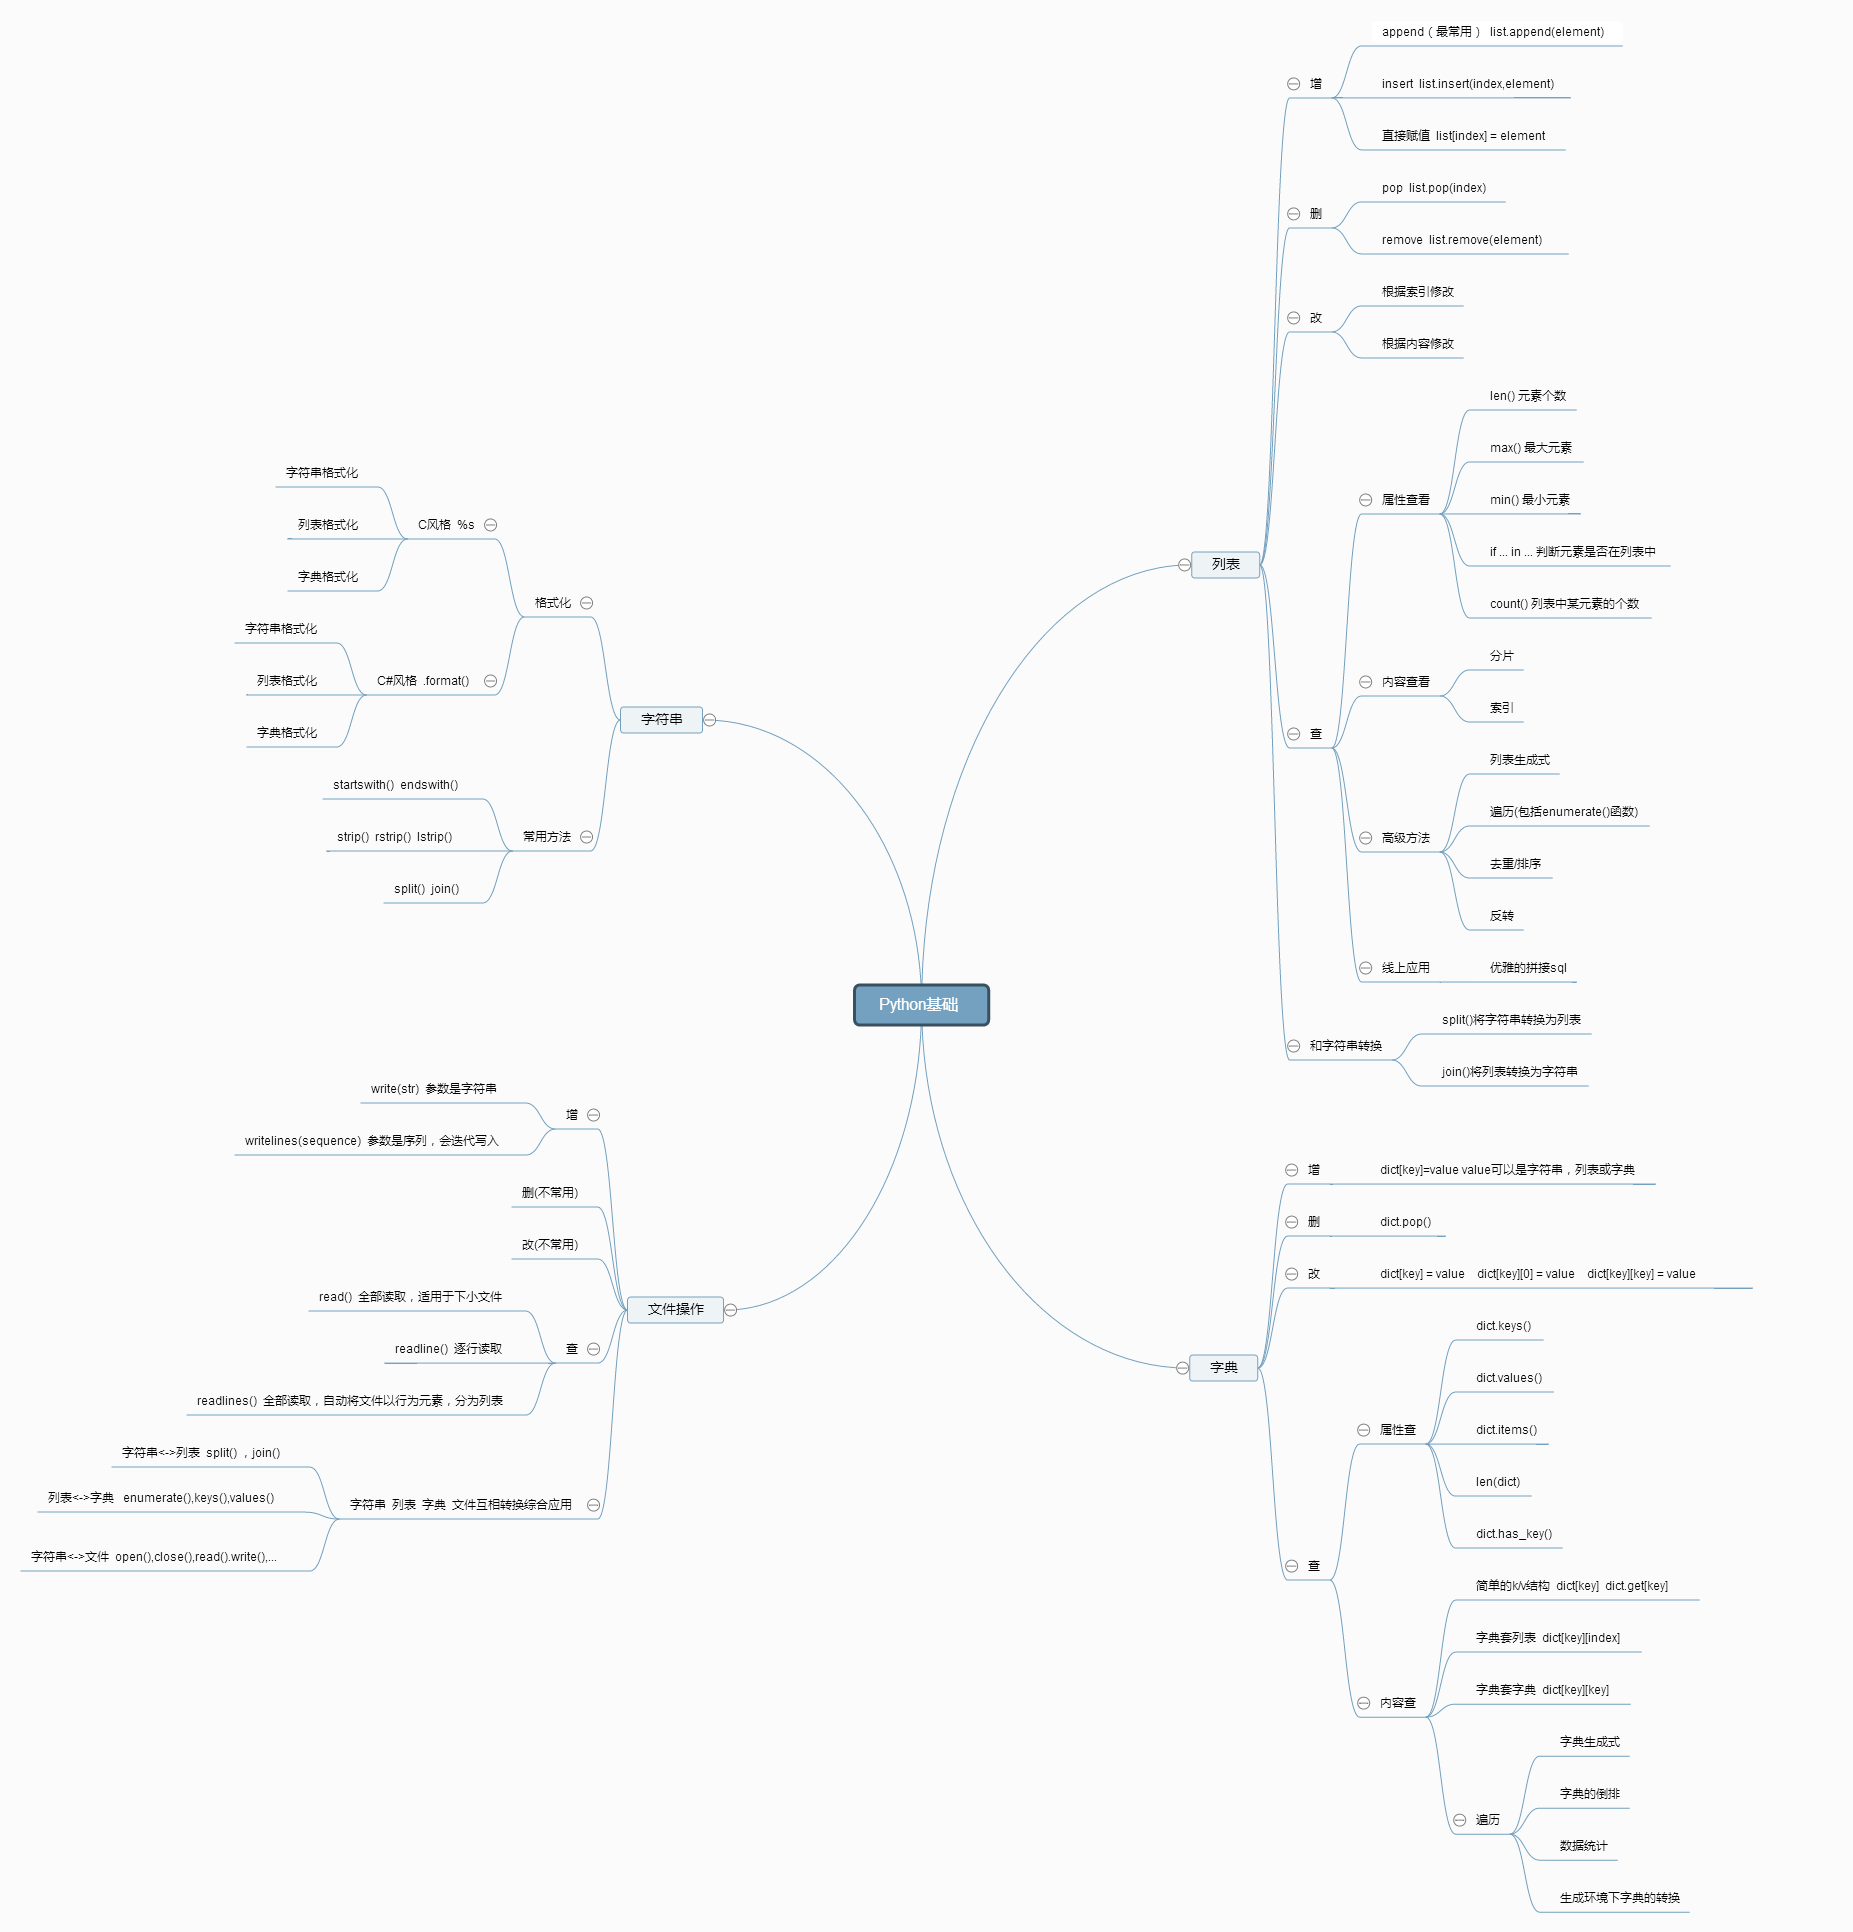 Python基础
列表
增
append（最常用） list.append(element)
insert list.insert(index,element)
直接赋值 list[index] = element
删
pop list.pop(index)
remove list.remove(element)
改
根据索引修改
根据内容修改
查
属性查看
len() 元素个数
max() 最大元素
min() 最小元素
if ... in ... 判断元素是否在列表中
count() 列表中某元素的个数
内容查看
分片
索引
高级方法
列表生成式
遍历(包括enumerate()函数)
去重/排序
反转
线上应用
优雅的拼接sql
和字符串转换
split()将字符串转换为列表
join()将列表转换为字符串
字典
增
dict[key]=value value可以是字符串，列表或字典
删
dict.pop()
改
dict[key] = value dict[key][0] = value dict[key][key] = value
查
属性查
dict.keys()
dict.values()
dict.items()
len(dict)
dict.has_key()
内容查
简单的k/v结构 dict[key] dict.get[key]
字典套列表 dict[key][index]
字典套字典 dict[key][key]
遍历
字典生成式
字典的倒排
数据统计
生成环境下字典的转换
字符串
格式化
C风格 %s
字符串格式化
列表格式化
字典格式化
C#风格 .format()
字符串格式化
列表格式化
字典格式化
常用方法
startswith() endswith()
strip() rstrip() lstrip()
split() join()
文件操作
增
write(str) 参数是字符串
writelines(sequence) 参数是序列，会迭代写入
删(不常用)
改(不常用)
查
read() 全部读取，适用于下小文件
readline() 逐行读取
readlines() 全部读取，自动将文件以行为元素，分为列表
字符串 列表 字典 文件互相转换综合应用
字符串<->列表 split() ，join()
列表<->字典 enumerate(),keys(),values()
字符串<->文件 open(),close(),read().write(),...